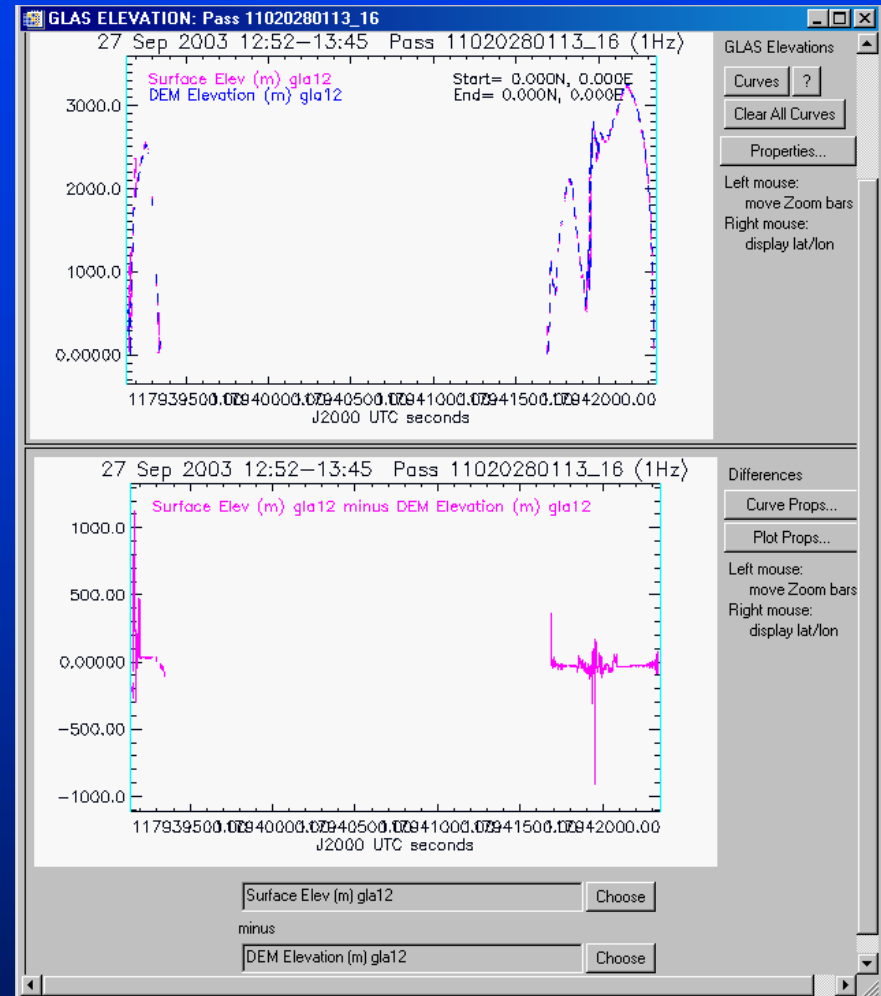 GLAS ELEVATION: Pass 11020280113_16
27 Sep 2003 12:52-13:45 Pass 11020280113_16 (1Hz)
Surface Elev (m) gla12
DEM Elevation (m) gla12
Start= 0.000N, 0.000E
End= 0.000N, 0.000E
3000.0
2000.0
1000.0
0.00000
J2000 UTC seconds
GLAS Elevations
Curves
?
Clear All Curves
Properties...
Left mouse:
move Zoom bars
Right mouse:
display lat/lon
27 Sep 2003 12:52-13:45 Pass 11020280113_16 (1Hz)
Surface Elev (m) gla12 minus DEM Elevation (m) gla12
1000.0
500.00
0.00000
-500.00
-1000.0
J2000 UTC seconds
Differences
Curve Props...
Plot Props...
Left mouse:
move Zoom bars
Right mouse:
display lat/lon
Surface Elev (m) gla12
Choose
minus
DEM Elevation (m) gla12
Choose